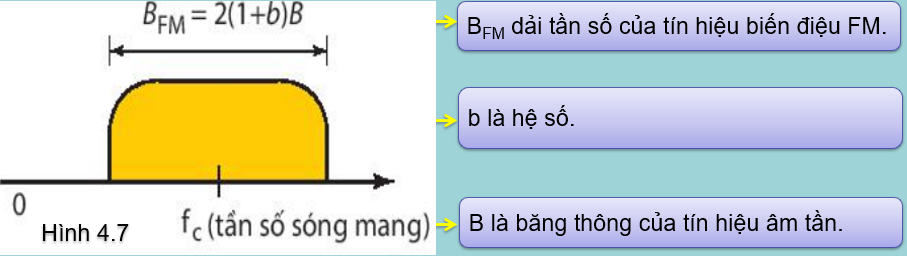 B_FM = 2(1+b)B
B_FM dải tần số của tín hiệu biến điệu FM.
b là hệ số.
0
f_c (tần số sóng mang)
B là băng thông của tín hiệu âm tần.
Hình 4.7